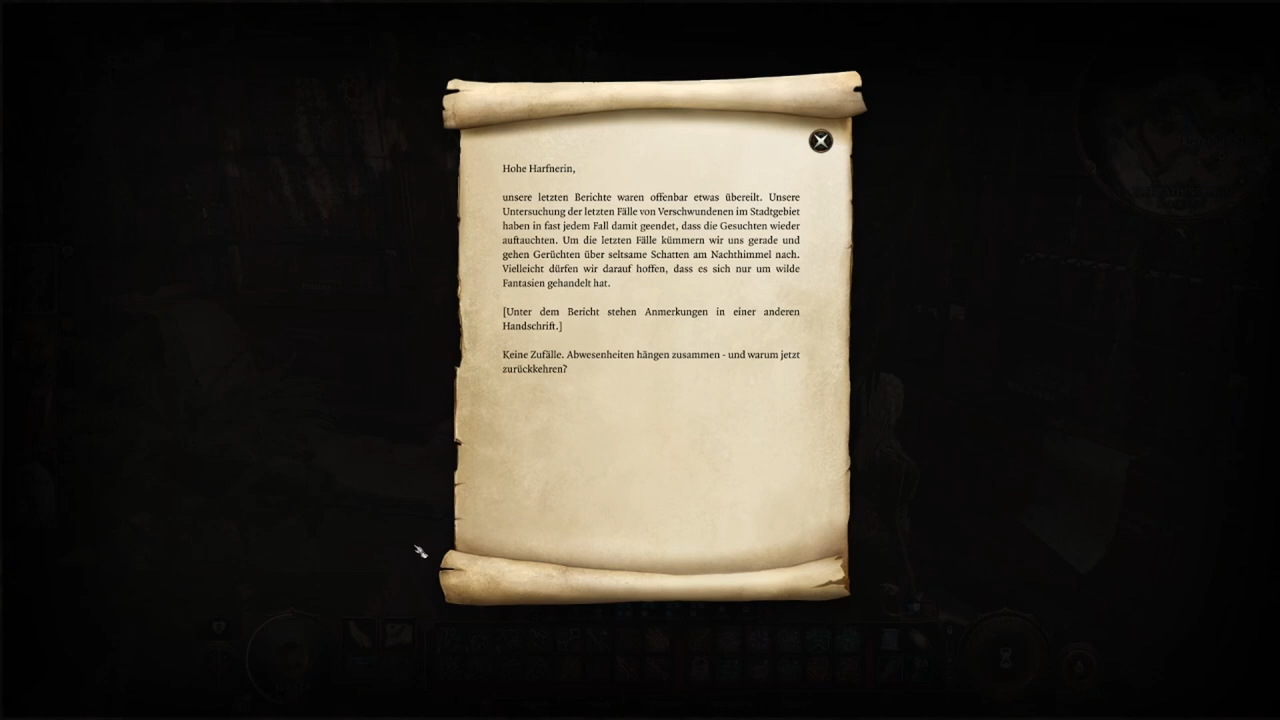 Hohe Harfnerin,
unsere letzten Berichte waren offenbar etwas übereilt. Unsere
Untersuchung der letzten Fälle von Verschwundenen im Stadtgebiet
haben in fast jedem Fall damit geendet, dass die Gesuchten wieder
auftauchten. Um die letzten Fälle kümmern wir uns gerade und
gehen Gerüchten über seltsame Schatten am Nachthimmel nach.
Vielleicht dürfen wir darauf hoffen, dass es sich nur um wilde
Fantasien gehandelt hat.
[Unter dem Bericht stehen Anmerkungen in einer anderen
Handschrift.]
Keine Zufälle. Abwesenheiten hängen zusammen - und warum jetzt
zurückkehren?